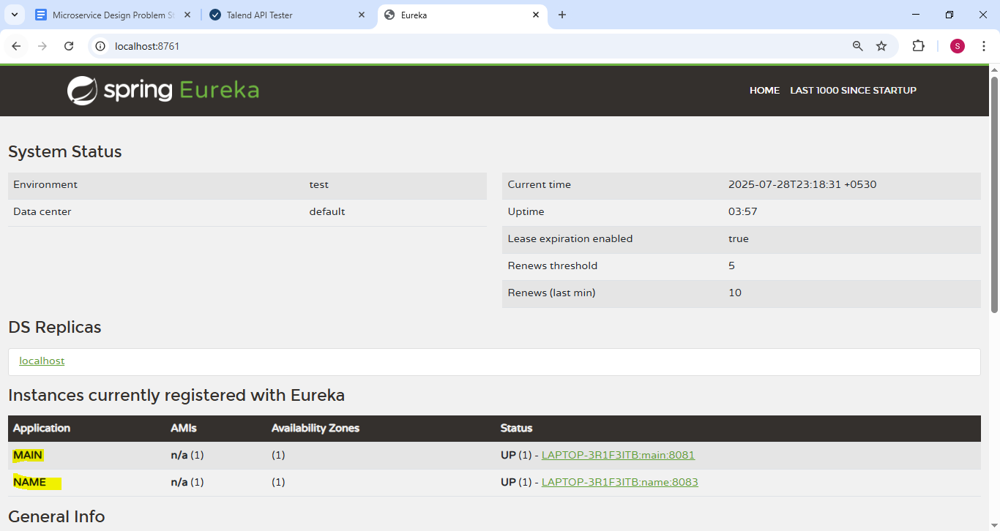 Microservice Design Problem S
Talend API Tester
Eureka
localhost:8761
S
spring Eureka
HOME LAST 1000 SINCE STARTUP
System Status
Environment test
Data center default
Current time 2025-07-28T23:18:31 +0530
Uptime 03:57
Lease expiration enabled true
Renews threshold 5
Renews (last min) 10
DS Replicas
localhost
Instances currently registered with Eureka
Application AMIs Availability Zones Status
MAIN n/a (1) (1) UP (1) - LAPTOP-3R1F3ITB:main:8081
NAME n/a (1) (1) UP (1) - LAPTOP-3R1F3ITB:name:8083
General Info